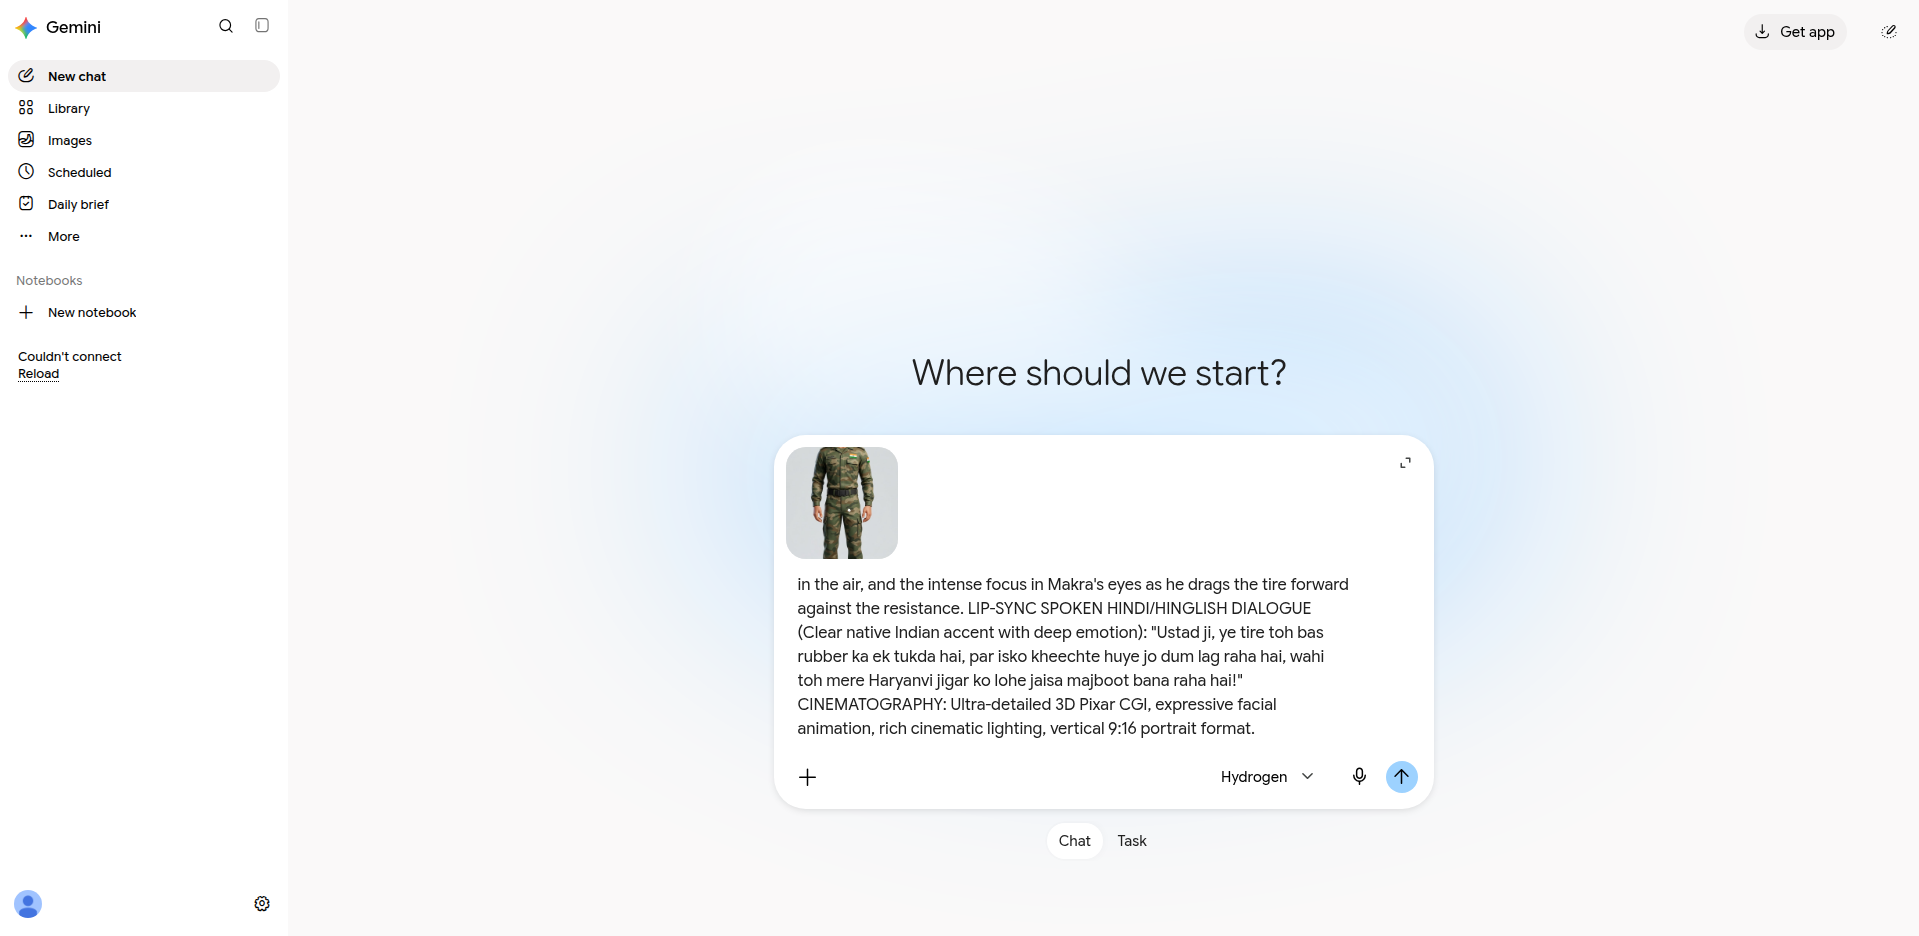 Gemini
New chat
Library
Images
Scheduled
Daily brief
More
Notebooks
New notebook
Couldn't connect
Reload
Get app
Where should we start?
in the air, and the intense focus in Makra's eyes as he drags the tire forward
against the resistance. LIP-SYNC SPOKEN HINDI/HINGLISH DIALOGUE
(Clear native Indian accent with deep emotion): "Ustad ji, ye tire toh bas
rubber ka ek tukda hai, par isko kheechte huye jo dum lag raha hai, wahi
toh mere Haryanvi jigar ko lohe jaisa majboot bana raha hai!"
CINEMATOGRAPHY: Ultra-detailed 3D Pixar CGI, expressive facial
animation, rich cinematic lighting, vertical 9:16 portrait format.
Hydrogen
Chat
Task